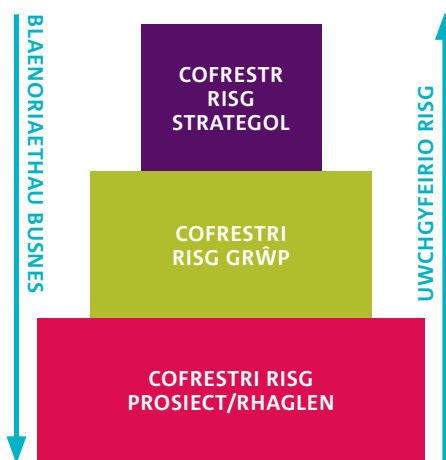 BLAENORIAETHAU BUSNES
COFRESTR
RISG
STRATEGOL
COFRESTRI
RISG GRŴP
COFRESTRI RISG
PROSIECT/RHAGLEN
UWCHGYFEIRIO RISG